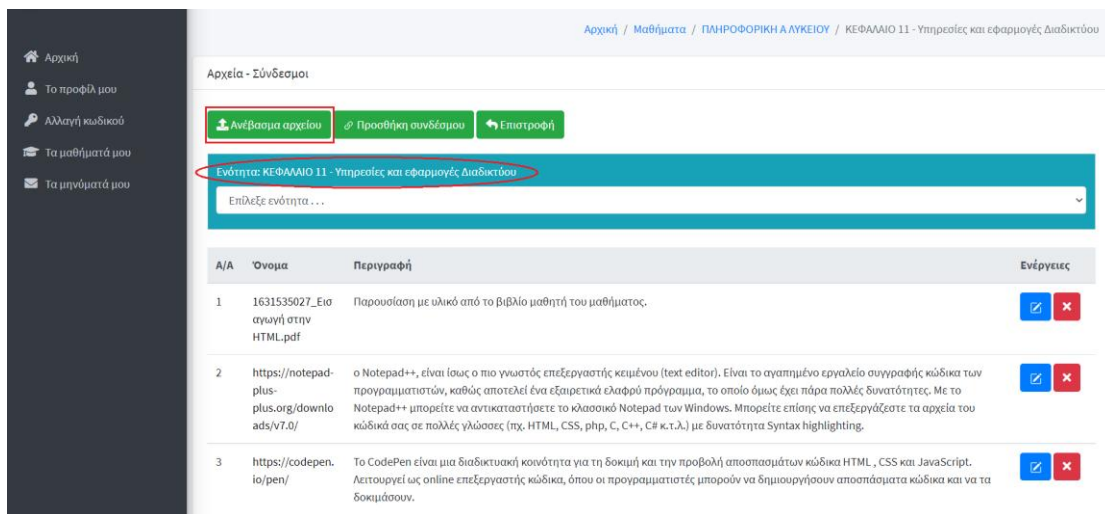 Αρχική / Μαθήματα / ΠΛΗΡΟΦΟΡΙΚΗ Α ΛΥΚΕΙΟΥ / ΚΕΦΑΛΑΙΟ 11 - Υπηρεσίες και εφαρμογές Διαδικτύου
Αρχική
Το προφίλ μου
Αλλαγή κωδικού
Τα μαθήματά μου
Τα μηνύματά μου
Αρχεία - Σύνδεσμοι
Ανέβασμα αρχείου Προσθήκη συνδέσμου Επιστροφή
Ενότητα: ΚΕΦΑΛΑΙΟ 11 - Υπηρεσίες και εφαρμογές Διαδικτύου
Επίλεξε ενότητα . . .
Α/Α Όνομα Περιγραφή Ενέργειες
1 1631535027_Εισ Παρουσίαση με υλικό από το βιβλίο μαθητή του μαθήματος.
αγωγή στην
HTML.pdf
2 https://notepad- ο Notepad++, είναι ίσως ο πιο γνωστός επεξεργαστής κειμένου (text editor). Είναι το αγαπημένο εργαλείο συγγραφής κώδικα των
plus- προγραμματιστών, καθώς αποτελεί ένα εξαιρετικά ελαφρύ πρόγραμμα, το οποίο όμως έχει πάρα πολλές δυνατότητες. Με το
plus.org/downlo Notepad++ μπορείτε να αντικαταστήσετε το κλασσικό Notepad των Windows. Μπορείτε επίσης να επεξεργάζεστε τα αρχεία του
ads/v7.0/ κώδικά σας σε πολλές γλώσσες (πχ. HTML, CSS, php, C, C++, C# κ.τ.λ.) με δυνατότητα Syntax highlighting.
3 https://codepen. Το CodePen είναι μια διαδικτυακή κοινότητα για τη δοκιμή και την προβολή αποσπασμάτων κώδικα HTML , CSS και JavaScript.
io/pen/ Λειτουργεί ως online επεξεργαστής κώδικα, όπου οι προγραμματιστές μπορούν να δημιουργήσουν αποσπάσματα κώδικα και να τα
δοκιμάσουν.